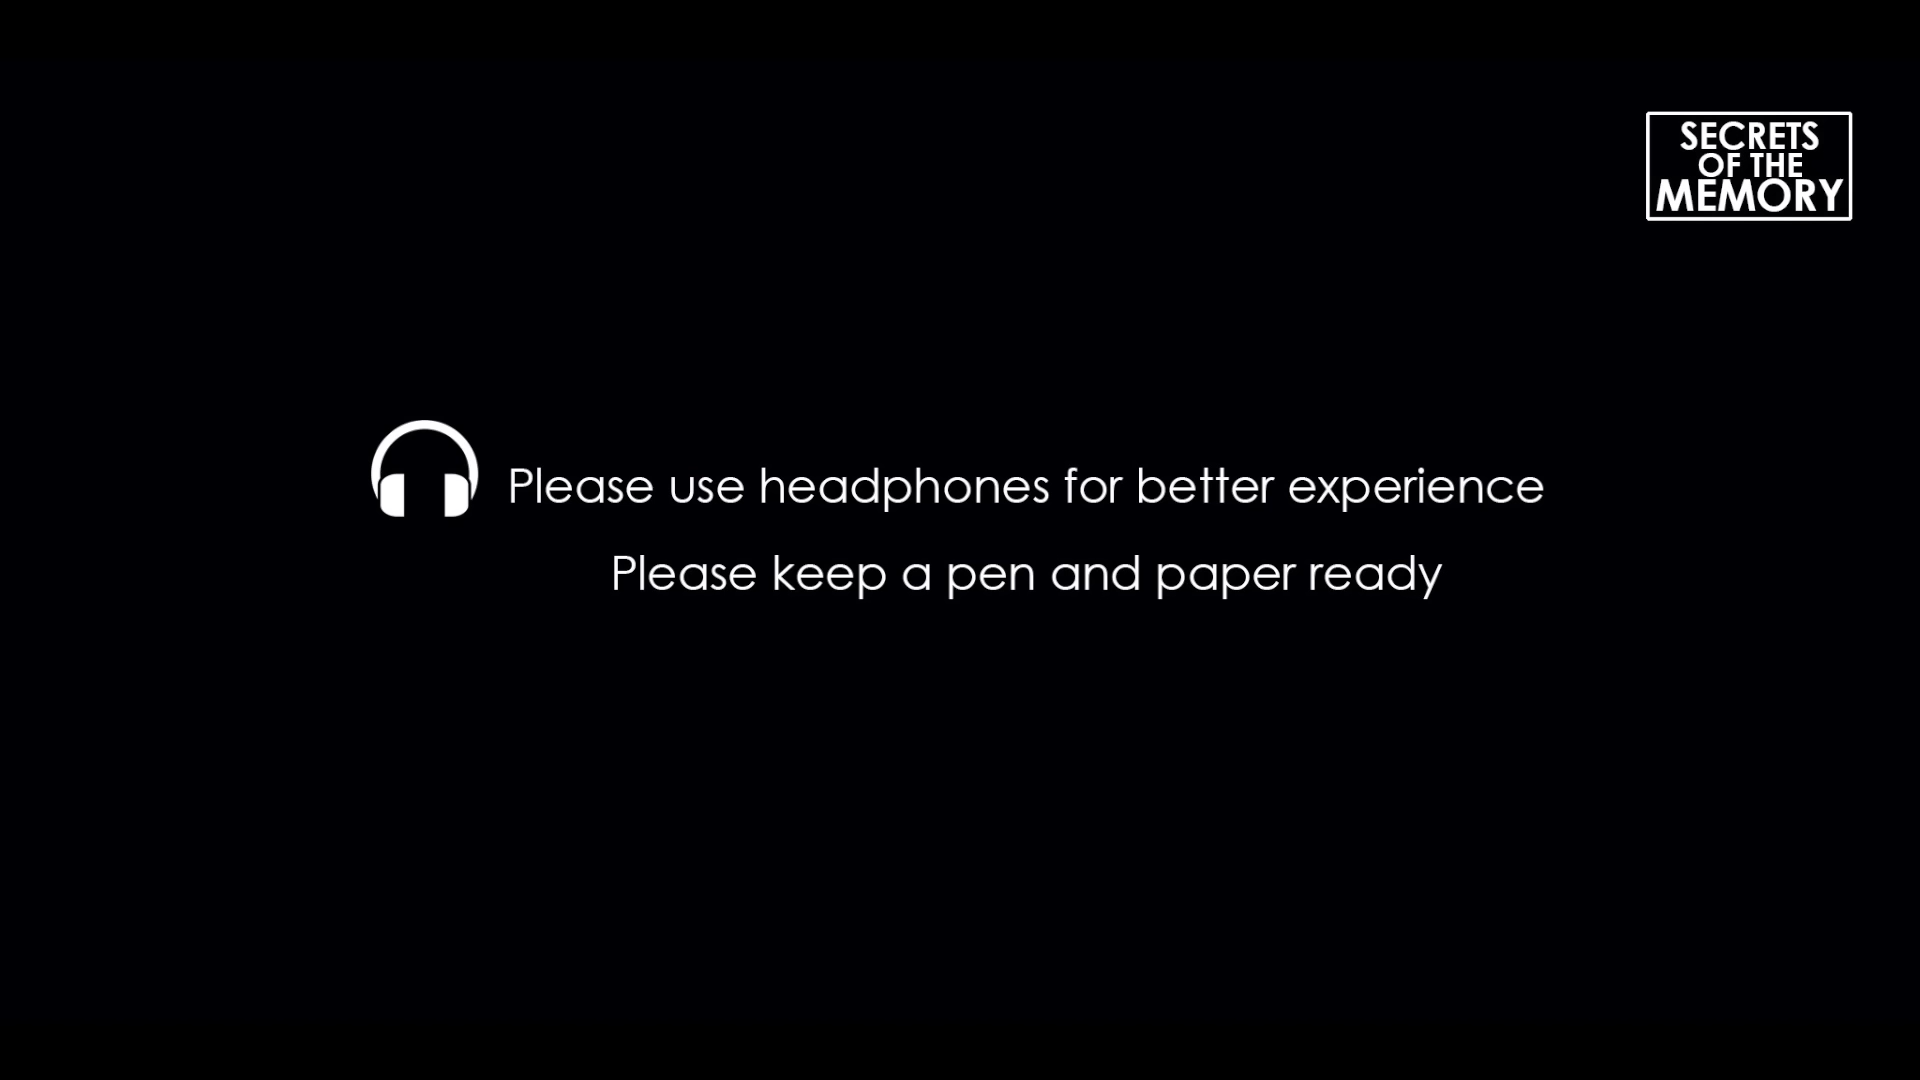 SECRETS
OF THE
MEMORY
Please use headphones for better experience
Please keep a pen and paper ready